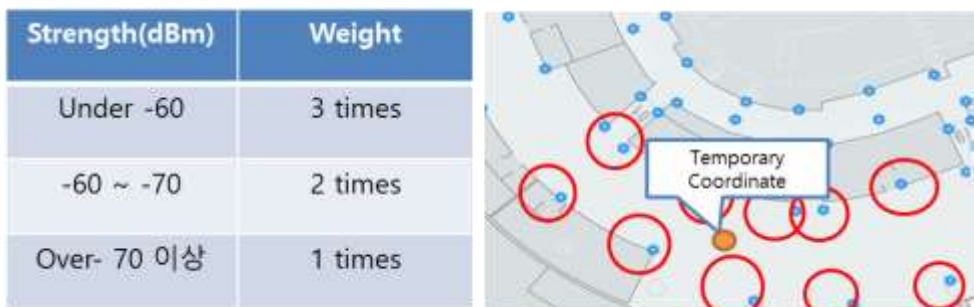 Strength(dBm) Weight
Under -60 3 times
-60 ~ -70 2 times
Over- 70 이상 1 times
Temporary
Coordinate